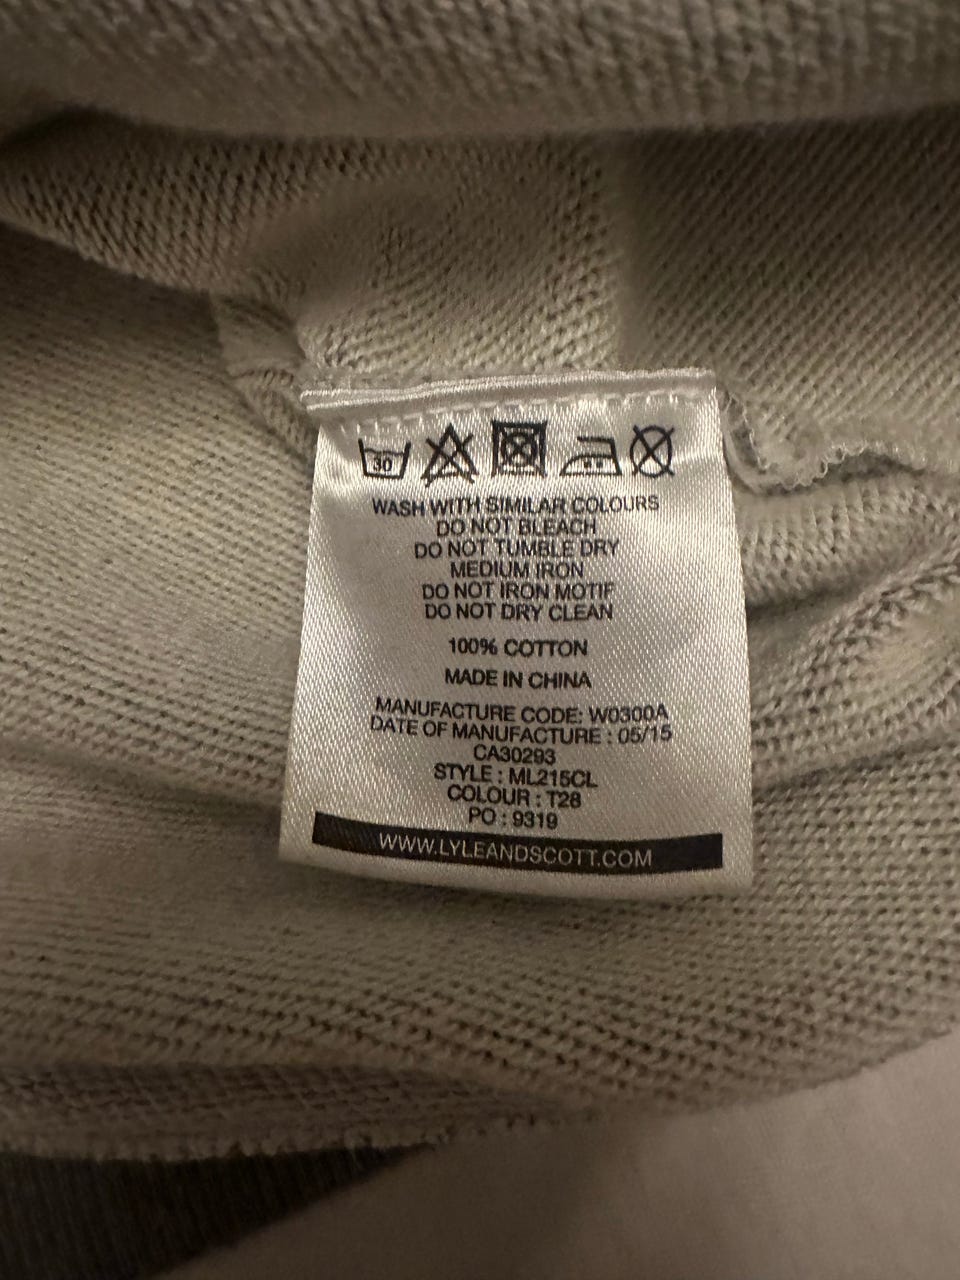 30
WASH WITH SIMILAR COLOURS
DO NOT BLEACH
DO NOT TUMBLE DRY
MEDIUM IRON
DO NOT IRON MOTIF
DO NOT DRY CLEAN
100% COTTON
MADE IN CHINA
MANUFACTURE CODE: W0300A
DATE OF MANUFACTURE : 05/15
CA30293
STYLE : ML215CL
COLOUR : T28
PO : 9319
WWW.LYLEANDSCOTT.COM